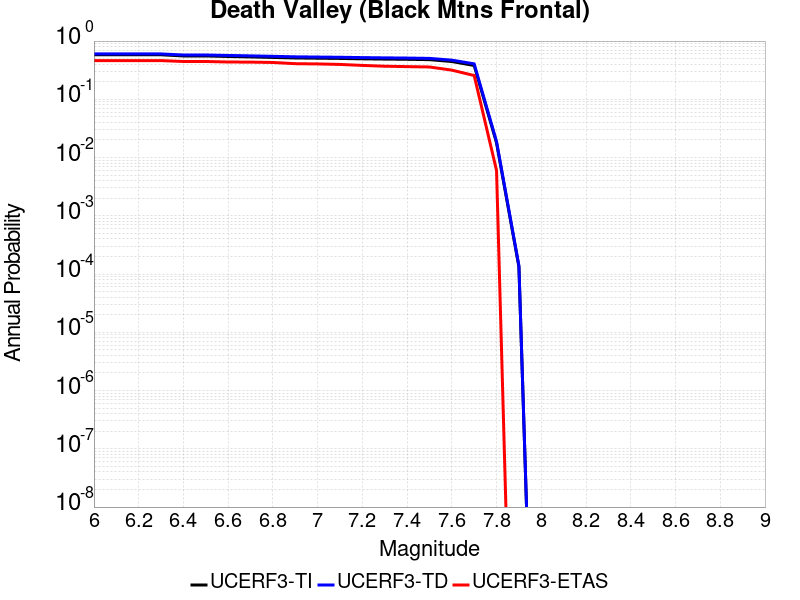 Death Valley (Black Mtns Frontal)
10^0
10^-1
10^-2
10^-3
10^-4
10^-5
10^-6
10^-7
10^-8
Annual Probability
6 6.2 6.4 6.6 6.8 7 7.2 7.4 7.6 7.8 8 8.2 8.4 8.6 8.8 9
Magnitude
UCERF3-TI UCERF3-TD UCERF3-ETAS